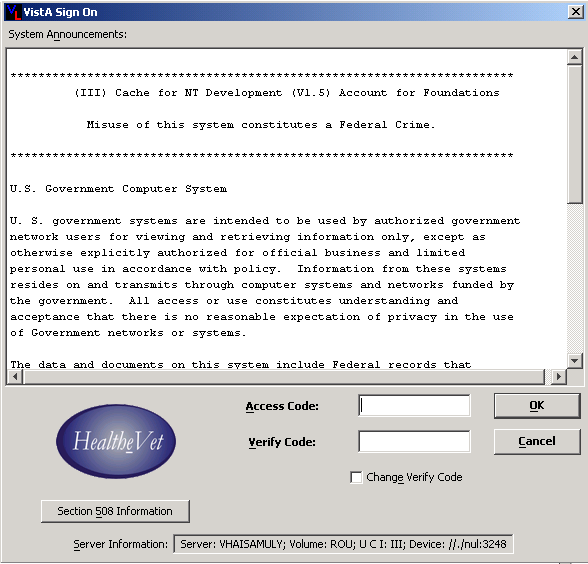 VistA Sign On
System Announcements:
************************************************************************
(III) Cache for NT Development (V1.5) Account for Foundations
Misuse of this system constitutes a Federal Crime.
************************************************************************
U.S. Government Computer System
U. S. government systems are intended to be used by authorized government
network users for viewing and retrieving information only, except as
otherwise explicitly authorized for official business and limited
personal use in accordance with policy.  Information from these systems
resides on and transmits through computer systems and networks funded by
the government.  All access or use constitutes understanding and
acceptance that there is no reasonable expectation of privacy in the use
of Government networks or systems.
The data and documents on this system include Federal records that
Access Code:
OK
HealtheVet
Verify Code:
Cancel
Change Verify Code
Section 508 Information
Server Information:
Server: VHAISAMULY; Volume: ROU; U C I: III; Device: //./nul:3248